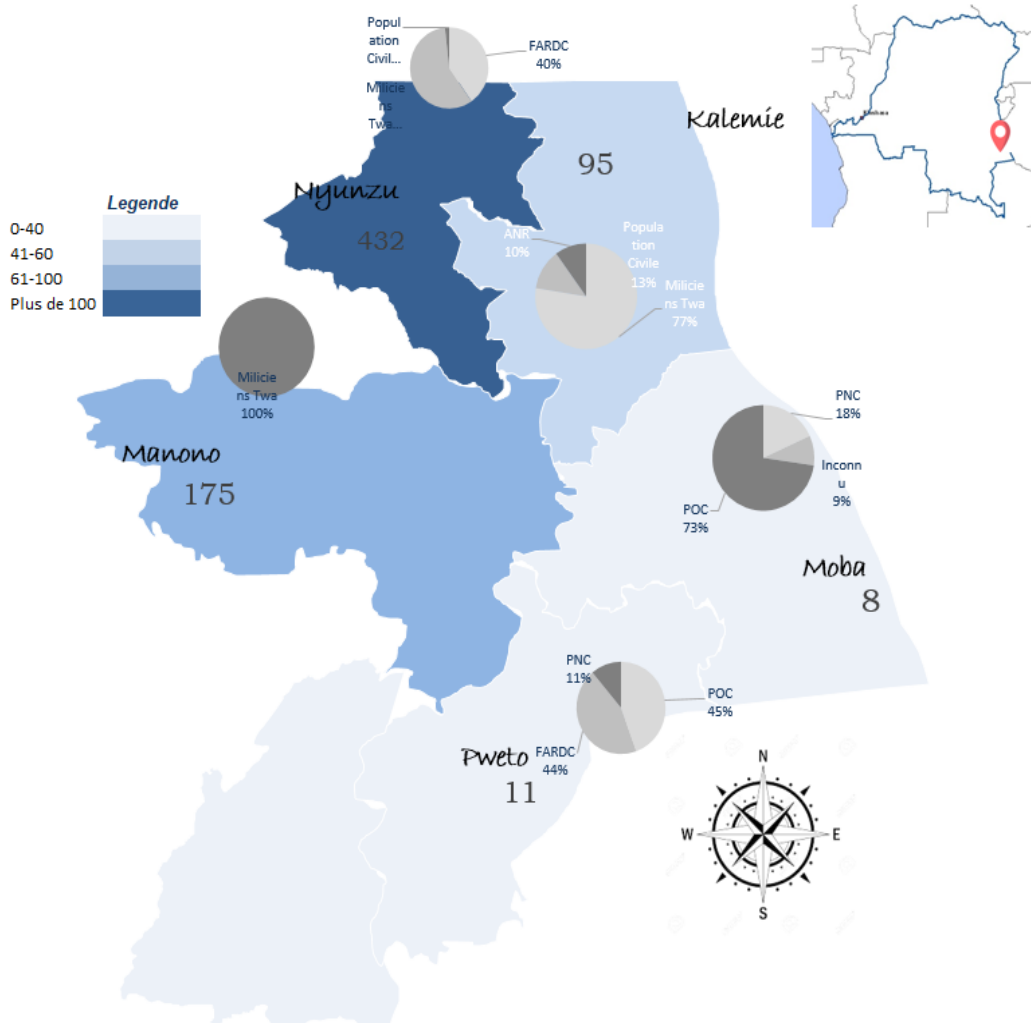 Popul
ation
Civil...
FARDC
40%
Milicie
ns
Twa...
Kalemie
95
Nyunzu
432
Legende
0-40
41-60
61-100
Plus de 100
ANR
10%
Popula
tion
Civile
13%
Milicie
ns Twa
77%
Milicie
ns Twa
100%
Manono
175
PNC
18%
Inconn
u
9%
POC
73%
Moba
8
PNC
11%
POC
45%
FARDC
44%
Pweto
11
N
W
E
S